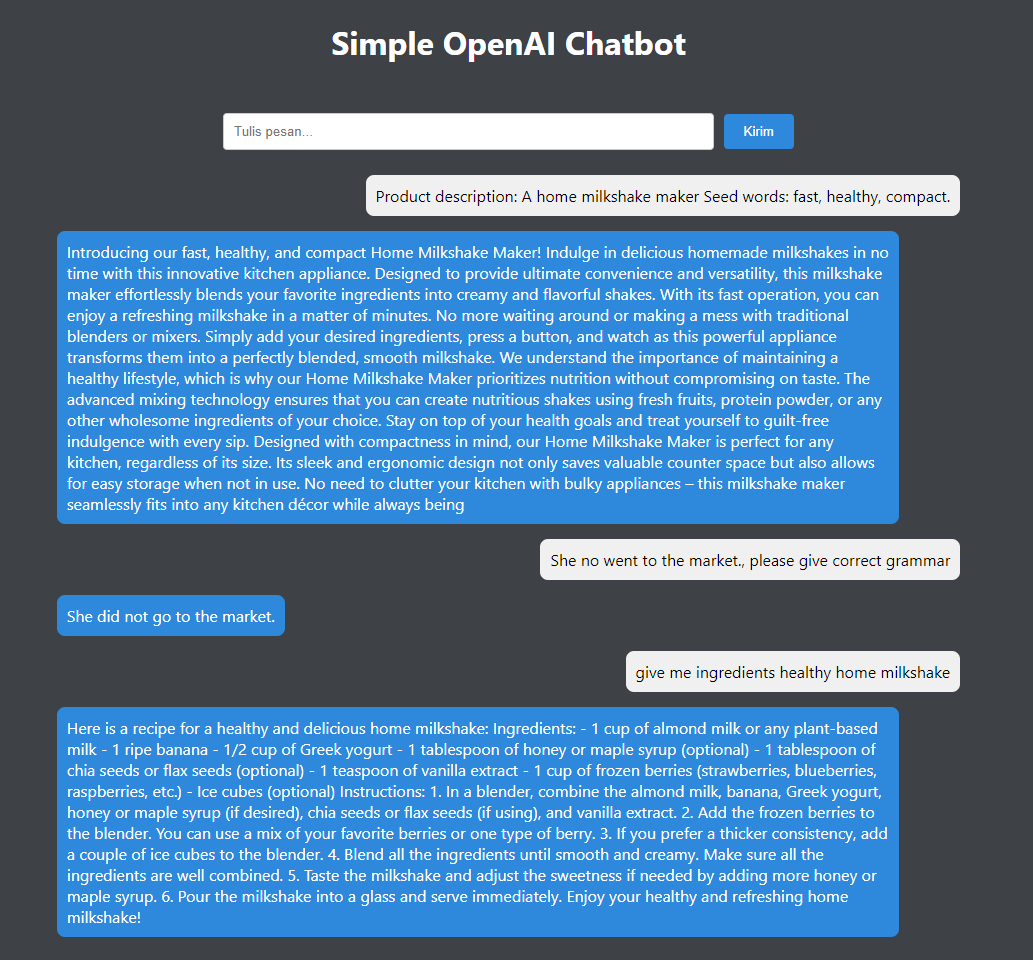 Simple OpenAI Chatbot
Tulis pesan...
Kirim
Product description: A home milkshake maker Seed words: fast, healthy, compact.
Introducing our fast, healthy, and compact Home Milkshake Maker! Indulge in delicious homemade milkshakes in no
time with this innovative kitchen appliance. Designed to provide ultimate convenience and versatility, this milkshake
maker effortlessly blends your favorite ingredients into creamy and flavorful shakes. With its fast operation, you can
enjoy a refreshing milkshake in a matter of minutes. No more waiting around or making a mess with traditional
blenders or mixers. Simply add your desired ingredients, press a button, and watch as this powerful appliance
transforms them into a perfectly blended, smooth milkshake. We understand the importance of maintaining a
healthy lifestyle, which is why our Home Milkshake Maker prioritizes nutrition without compromising on taste. The
advanced mixing technology ensures that you can create nutritious shakes using fresh fruits, protein powder, or any
other wholesome ingredients of your choice. Stay on top of your health goals and treat yourself to guilt-free
indulgence with every sip. Designed with compactness in mind, our Home Milkshake Maker is perfect for any
kitchen, regardless of its size. Its sleek and ergonomic design not only saves valuable counter space but also allows
for easy storage when not in use. No need to clutter your kitchen with bulky appliances – this milkshake maker
seamlessly fits into any kitchen décor while always being
She no went to the market., please give correct grammar
She did not go to the market.
give me ingredients healthy home milkshake
Here is a recipe for a healthy and delicious home milkshake: Ingredients: - 1 cup of almond milk or any plant-based
milk - 1 ripe banana - 1/2 cup of Greek yogurt - 1 tablespoon of honey or maple syrup (optional) - 1 tablespoon of
chia seeds or flax seeds (optional) - 1 teaspoon of vanilla extract - 1 cup of frozen berries (strawberries, blueberries,
raspberries, etc.) - Ice cubes (optional) Instructions: 1. In a blender, combine the almond milk, banana, Greek yogurt,
honey or maple syrup (if desired), chia seeds or flax seeds (if using), and vanilla extract. 2. Add the frozen berries to
the blender. You can use a mix of your favorite berries or one type of berry. 3. If you prefer a thicker consistency, add
a couple of ice cubes to the blender. 4. Blend all the ingredients until smooth and creamy. Make sure all the
ingredients are well combined. 5. Taste the milkshake and adjust the sweetness if needed by adding more honey or
maple syrup. 6. Pour the milkshake into a glass and serve immediately. Enjoy your healthy and refreshing home
milkshake!